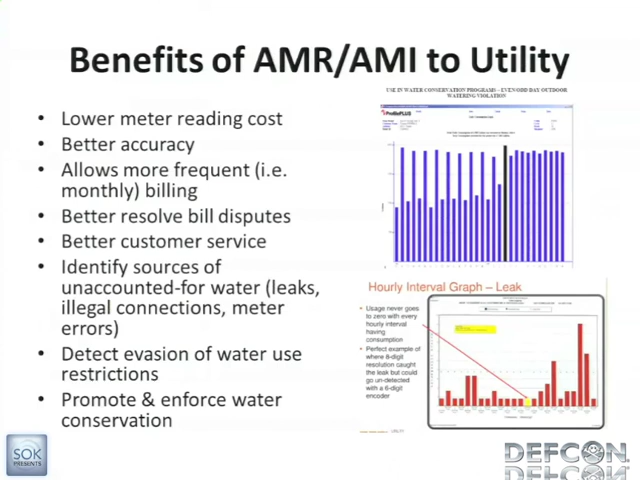 Benefits of AMR/AMI to Utility
• Lower meter reading cost
• Better accuracy
• Allows more frequent (i.e.
monthly) billing
• Better resolve bill disputes
• Better customer service
• Identify sources of
unaccounted-for water (leaks,
illegal connections, meter
errors)
• Detect evasion of water use
restrictions
• Promote & enforce water
conservation
USE IN WATER CONSERVATION PROGRAMS – EVEN/ODD DAY OUTDOOR
WATERING VIOLATION
Hourly Interval Graph – Leak
• Usage never goes
to zero with every
hourly interval
having
consumption
• Perfect example of
where 8-digit
resolution caught
the leak but could
go un-detected with
with a 6-digit
encoder
SOK
PRESENTS
DEFCON